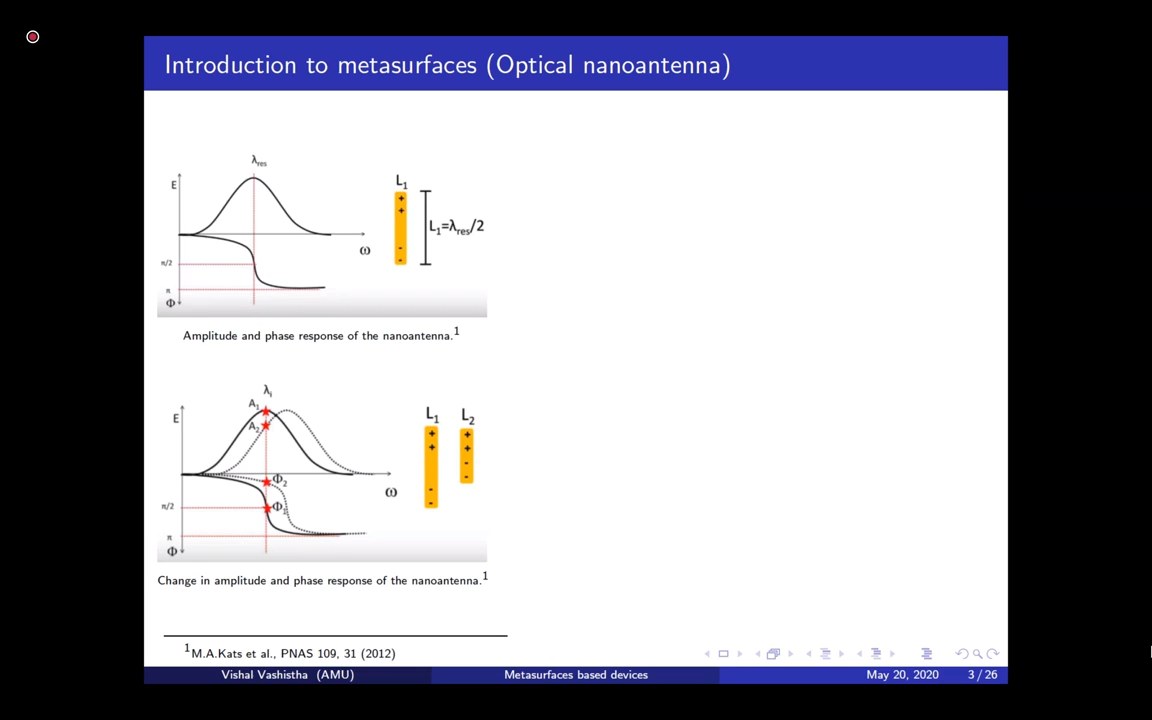 Introduction to metasurfaces (Optical nanoantenna)
λres
E
L1
+
+
L1=λres/2
-
-
ω
π/2
π
Φ
Amplitude and phase response of the nanoantenna.1
λi
A1
E
A2
L1 L2
+ +
+ +
-
- -
-
Φ2
ω
π/2
Φ1
π
Φ
Change in amplitude and phase response of the nanoantenna.1
1M.A.Kats et al., PNAS 109, 31 (2012)
Vishal Vashistha (AMU) Metasurfaces based devices May 20, 2020 3 / 26